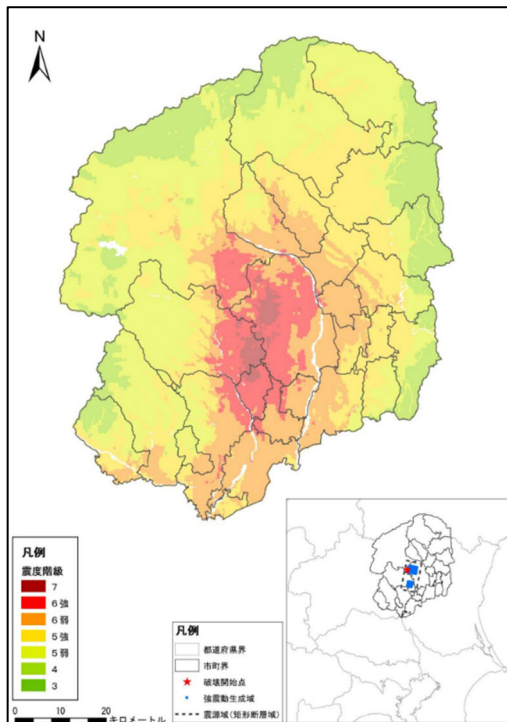 N
凡例
震度階級
7
6強
6弱
5強
5弱
4
3
0 5 10 20
キロメートル
凡例
都道府県界
市町界
破壊開始点
強震動生成域
震源域(矩形断層域)